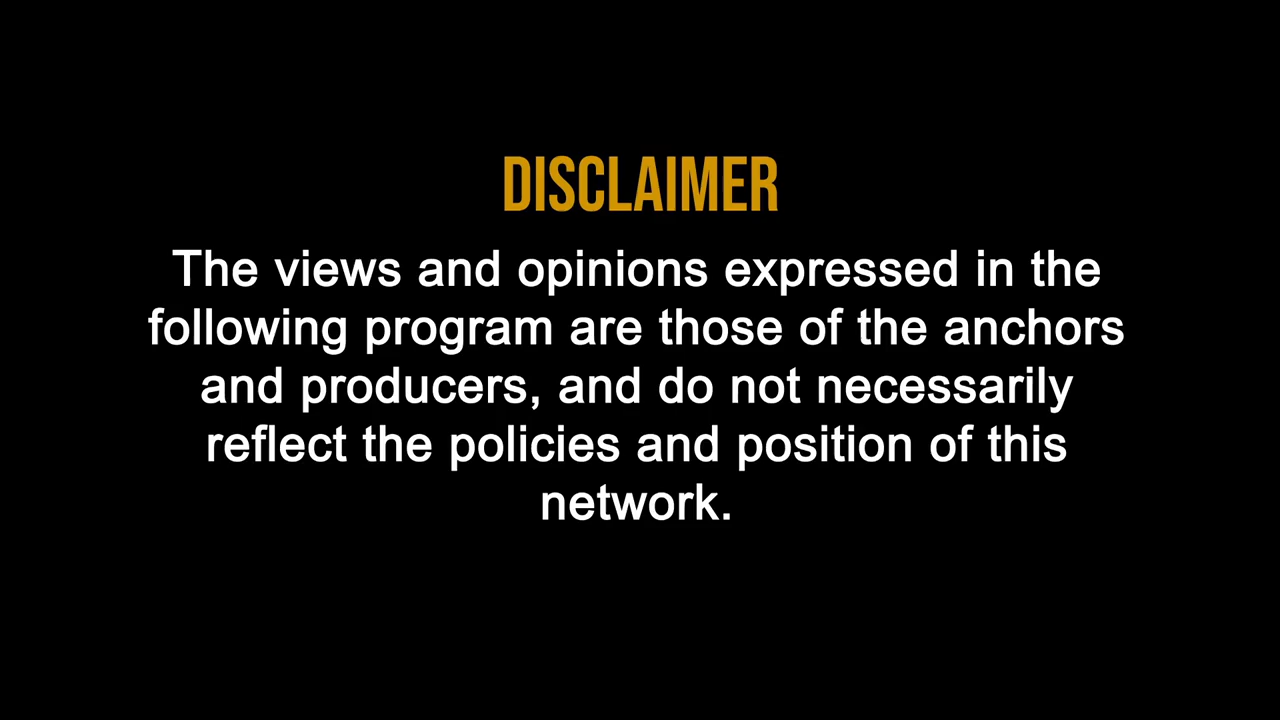 DISCLAIMER
The views and opinions expressed in the
following program are those of the anchors
and producers, and do not necessarily
reflect the policies and position of this
network.